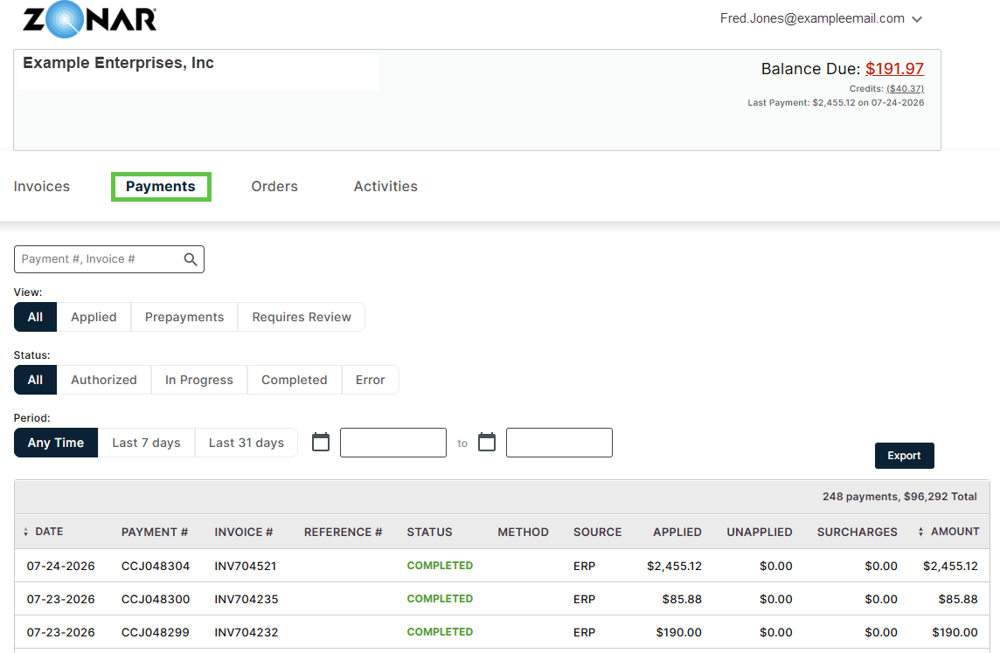 ZONAR
Fred.Jones@exampleemail.com
Example Enterprises, Inc
Balance Due: $191.97
Credits: ($40.37)
Last Payment: $2,455.12 on 07-24-2026
Invoices Payments Orders Activities
Payment #, Invoice #
View:
All Applied Prepayments Requires Review
Status:
All Authorized In Progress Completed Error
Period:
Any Time Last 7 days Last 31 days to
Export
248 payments, $96,292 Total
DATE PAYMENT # INVOICE # REFERENCE # STATUS METHOD SOURCE APPLIED UNAPPLIED SURCHARGES AMOUNT
07-24-2026 CCJ048304 INV704521 COMPLETED ERP $2,455.12 $0.00 $0.00 $2,455.12
07-23-2026 CCJ048300 INV704235 COMPLETED ERP $85.88 $0.00 $0.00 $85.88
07-23-2026 CCJ048299 INV704232 COMPLETED ERP $190.00 $0.00 $0.00 $190.00